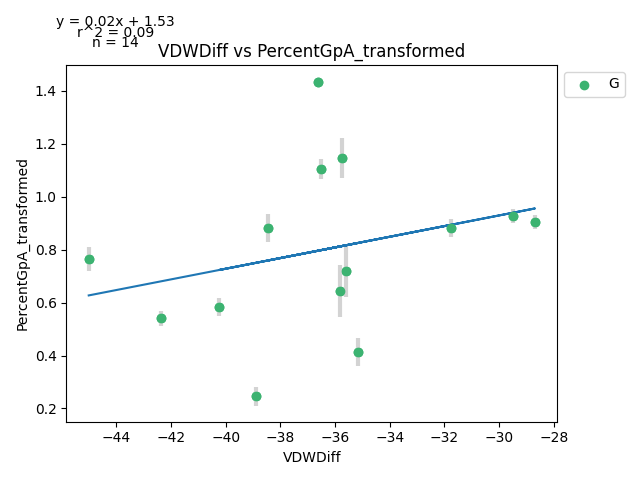 y = 0.02x + 1.53
r^2 = 0.09
n = 14
VDWDiff vs PercentGpA_transformed
G
PercentGpA_transformed
1.4
1.2
1.0
0.8
0.6
0.4
0.2
−44 −42 −40 −38 −36 −34 −32 −30 −28
VDWDiff